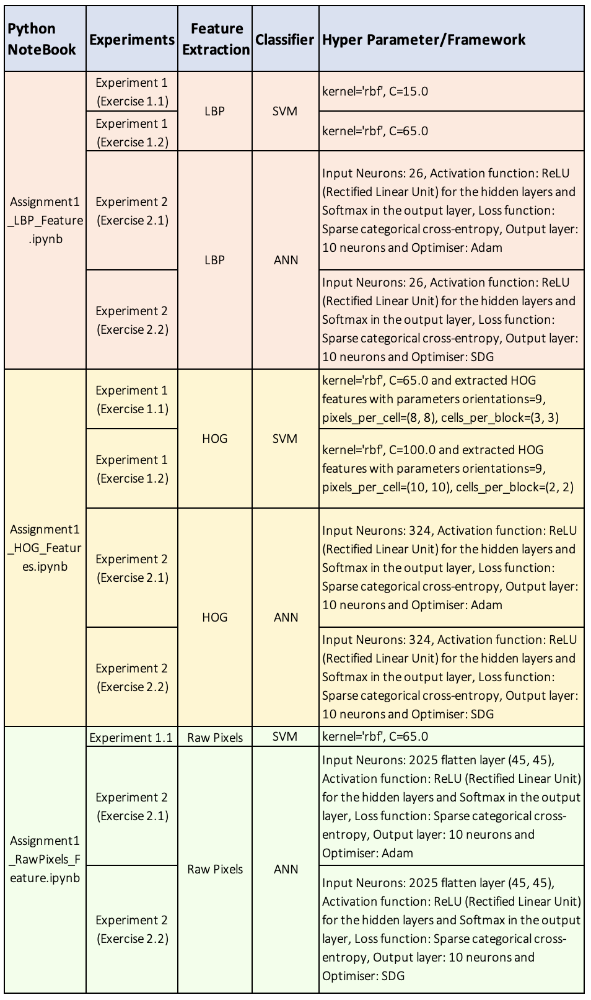 Python
NoteBook
Experiments
Feature
Extraction
Classifier
Hyper Parameter/Framework
Assignment1
_LBP_Feature
.ipynb
Experiment 1
(Exercise 1.1)
LBP
SVM
kernel='rbf', C=15.0
Experiment 1
(Exercise 1.2)
kernel='rbf', C=65.0
Experiment 2
(Exercise 2.1)
LBP
ANN
Input Neurons: 26, Activation function: ReLU
(Rectified Linear Unit) for the hidden layers and
Softmax in the output layer, Loss function:
Sparse categorical cross-entropy, Output layer:
10 neurons and Optimiser: Adam
Experiment 2
(Exercise 2.2)
Input Neurons: 26, Activation function: ReLU
(Rectified Linear Unit) for the hidden layers and
Softmax in the output layer, Loss function:
Sparse categorical cross-entropy, Output layer:
10 neurons and Optimiser: SDG
Assignment1
_HOG_Featur
es.ipynb
Experiment 1
(Exercise 1.1)
HOG
SVM
kernel='rbf', C=65.0 and extracted HOG
features with parameters orientations=9,
pixels_per_cell=(8, 8), cells_per_block=(3, 3)
Experiment 1
(Exercise 1.2)
kernel='rbf', C=100.0 and extracted HOG
features with parameters orientations=9,
pixels_per_cell=(10, 10), cells_per_block=(2, 2)
Experiment 2
(Exercise 2.1)
HOG
ANN
Input Neurons: 324, Activation function: ReLU
(Rectified Linear Unit) for the hidden layers and
Softmax in the output layer, Loss function:
Sparse categorical cross-entropy, Output layer:
10 neurons and Optimiser: Adam
Experiment 2
(Exercise 2.2)
Input Neurons: 324, Activation function: ReLU
(Rectified Linear Unit) for the hidden layers and
Softmax in the output layer, Loss function:
Sparse categorical cross-entropy, Output layer:
10 neurons and Optimiser: SDG
Assignment1
_RawPixels_F
eature.ipynb
Experiment 1.1
Raw Pixels
SVM
kernel='rbf', C=65.0
Experiment 2
(Exercise 2.1)
Raw Pixels
ANN
Input Neurons: 2025 flatten layer (45, 45),
Activation function: ReLU (Rectified Linear Unit)
for the hidden layers and Softmax in the output
layer, Loss function: Sparse categorical cross-
entropy, Output layer: 10 neurons and
Optimiser: Adam
Experiment 2
(Exercise 2.2)
Input Neurons: 2025 flatten layer (45, 45),
Activation function: ReLU (Rectified Linear Unit)
for the hidden layers and Softmax in the output
layer, Loss function: Sparse categorical cross-
entropy, Output layer: 10 neurons and
Optimiser: SDG